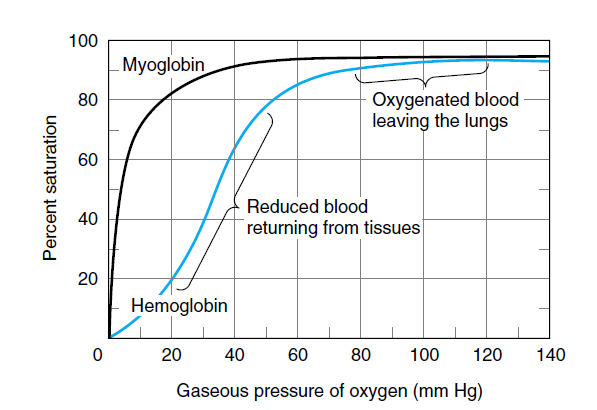 100
80
60
40
20
0
Percent saturation
Myoglobin
Oxygenated blood
leaving the lungs
Reduced blood
returning from tissues
Hemoglobin
20 40 60 80 100 120 140
Gaseous pressure of oxygen (mm Hg)